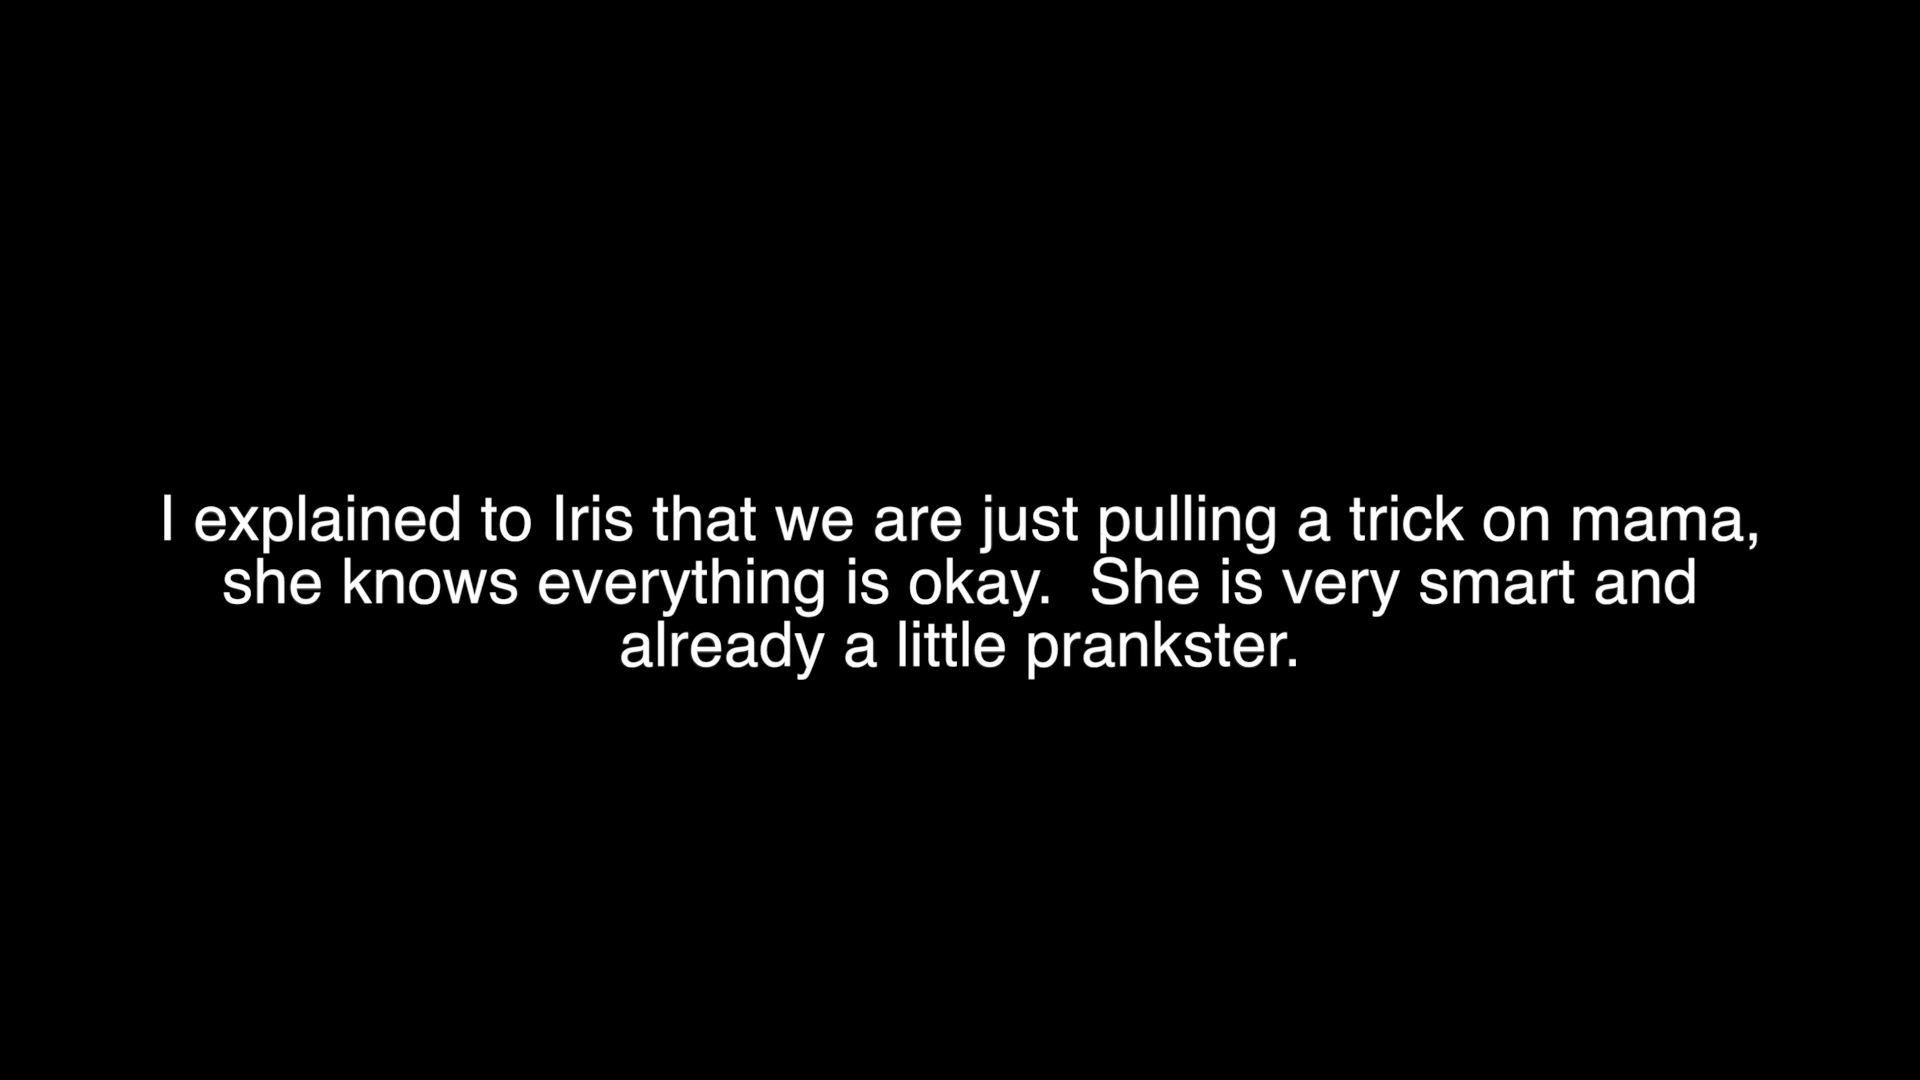 I explained to Iris that we are just pulling a trick on mama,
she knows everything is okay.  She is very smart and
already a little prankster.